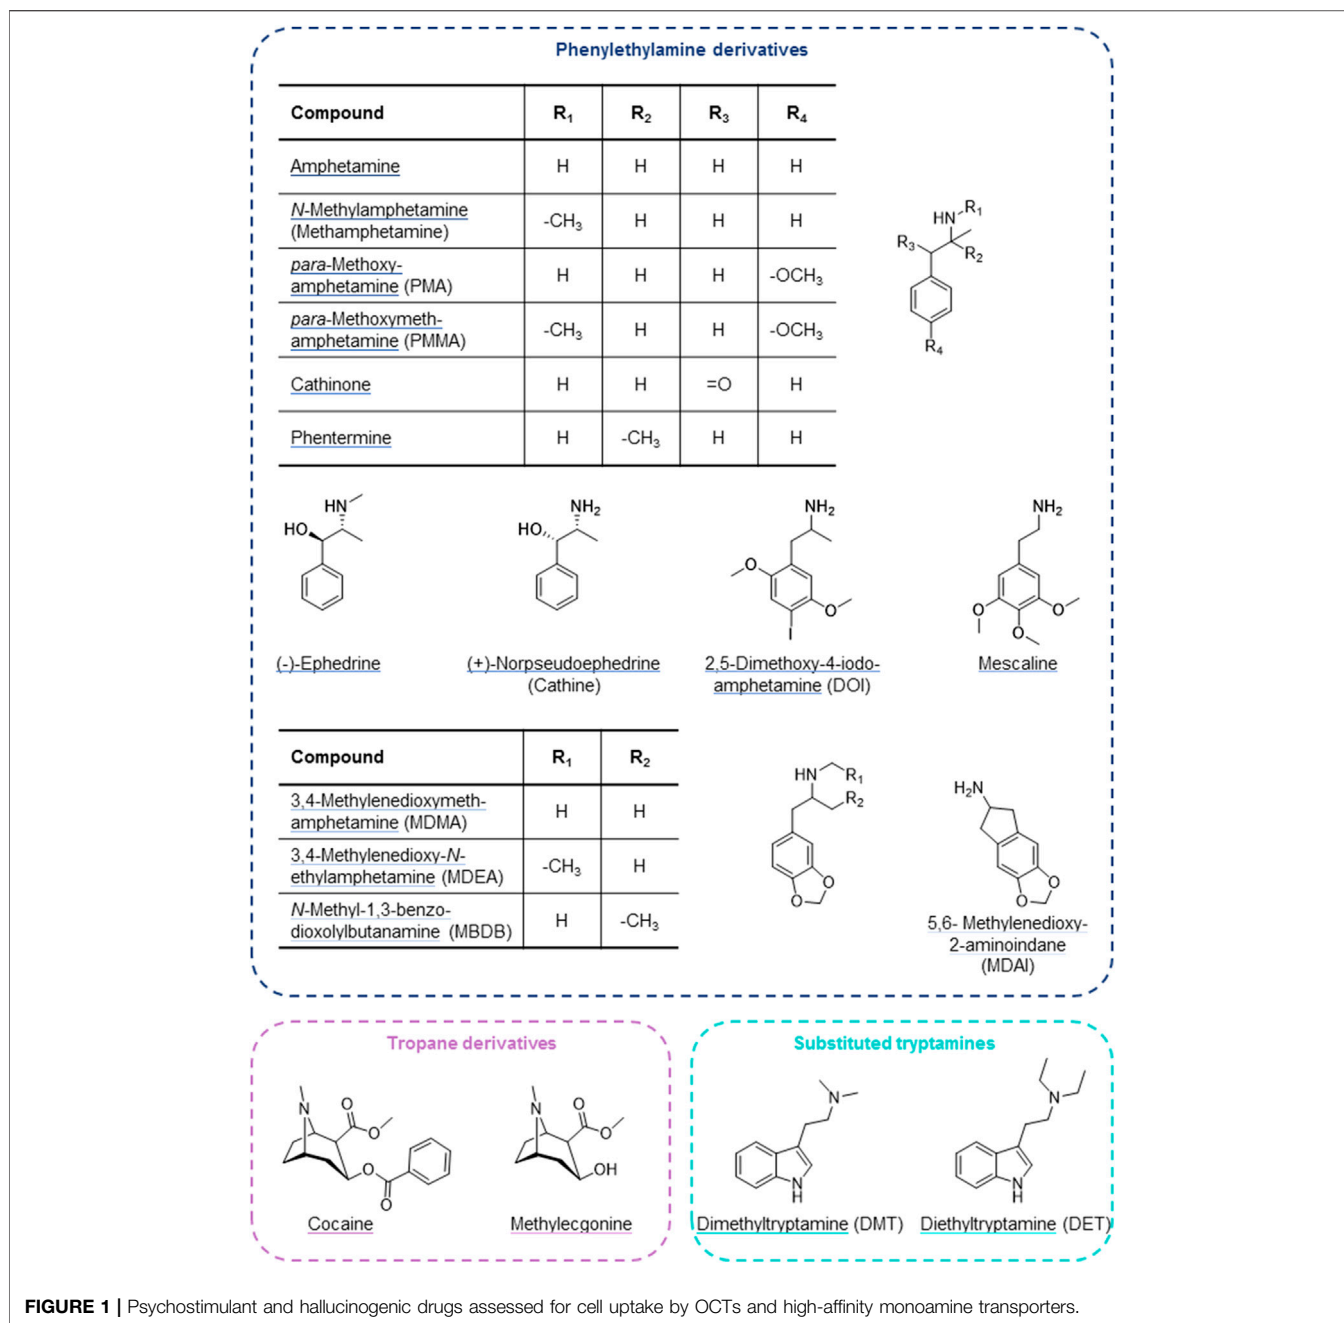 Phenylethylamine derivatives
Compound R1 R2 R3 R4
Amphetamine H H H H
N-Methylamphetamine
(Methamphetamine) -CH3 H H H
para-Methoxy-
amphetamine (PMA) H H H -OCH3
para-Methoxymeth-
amphetamine (PMMA) -CH3 H H -OCH3
Cathinone H H =O H
Phentermine H -CH3 H H
HN R1
R3 R2
R4
HN
HO
NH2
HO
NH2
O
O
I
NH2
O O
O
(-)-Ephedrine
(+)-Norpseudoephedrine
(Cathine)
2,5-Dimethoxy-4-iodo-
amphetamine (DOI)
Mescaline
Compound R1 R2
3,4-Methylenedioxymeth-
amphetamine (MDMA) H H
3,4-Methylenedioxy-N-
ethylamphetamine (MDEA) -CH3 H
N-Methyl-1,3-benzo-
dioxolylbutanamine (MBDB) H -CH3
HN R1
R2
O
O
H2N
O
O
5,6- Methylenedioxy-
2-aminoindane
(MDAI)
Tropane derivatives
N
O
O
O
O
Cocaine
N
O
O
OH
Methylecgonine
Substituted tryptamines
N
N
H
Dimethyltryptamine (DMT)
N
N
H
Diethyltryptamine (DET)
FIGURE 1 | Psychostimulant and hallucinogenic drugs assessed for cell uptake by OCTs and high-affinity monoamine transporters.